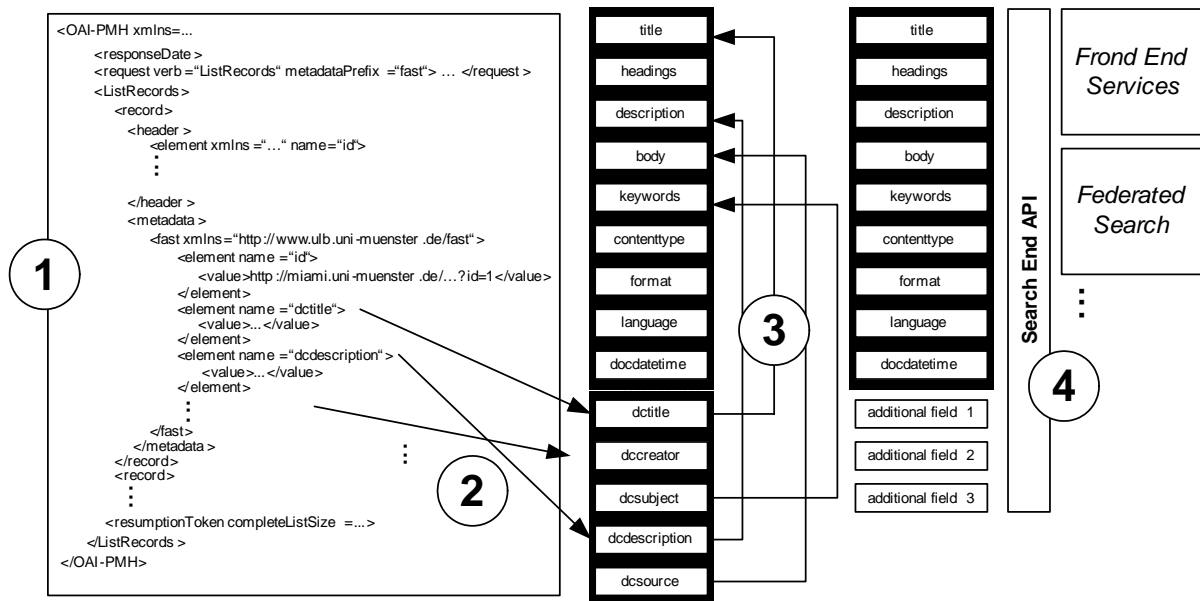 <OAI-PMH xmlns=...
<responseDate>
<request verb="ListRecords" metadataPrefix ="fast"> … </request>
<ListRecords>
<record>
<header>
<element xmlns ="…" name="id">
⋮
</header>
<metadata>
<fast xmlns="http://www.ulb.uni-muenster.de/fast">
<element name ="id">
<value>http://miami.uni-muenster.de/…?id=1</value>
</element>
<element name ="dctitle">
<value>...</value>
</element>
<element name ="dcdescription">
<value>...</value>
</element>
⋮
</fast>
</metadata>
</record>
<record>
⋮
<resumptionToken completeListSize =...>
</ListRecords>
</OAI-PMH>
1
⋮
2
title
headings
description
body
keywords
contenttype
format
language
docdatetime
dctitle
dccreator
dcsubject
dcdescription
dcsource
3
title
headings
description
body
keywords
contenttype
format
language
docdatetime
additional field 1
additional field 2
additional field 3
Search End API
4
Frond End
Services
Federated
Search
⋮